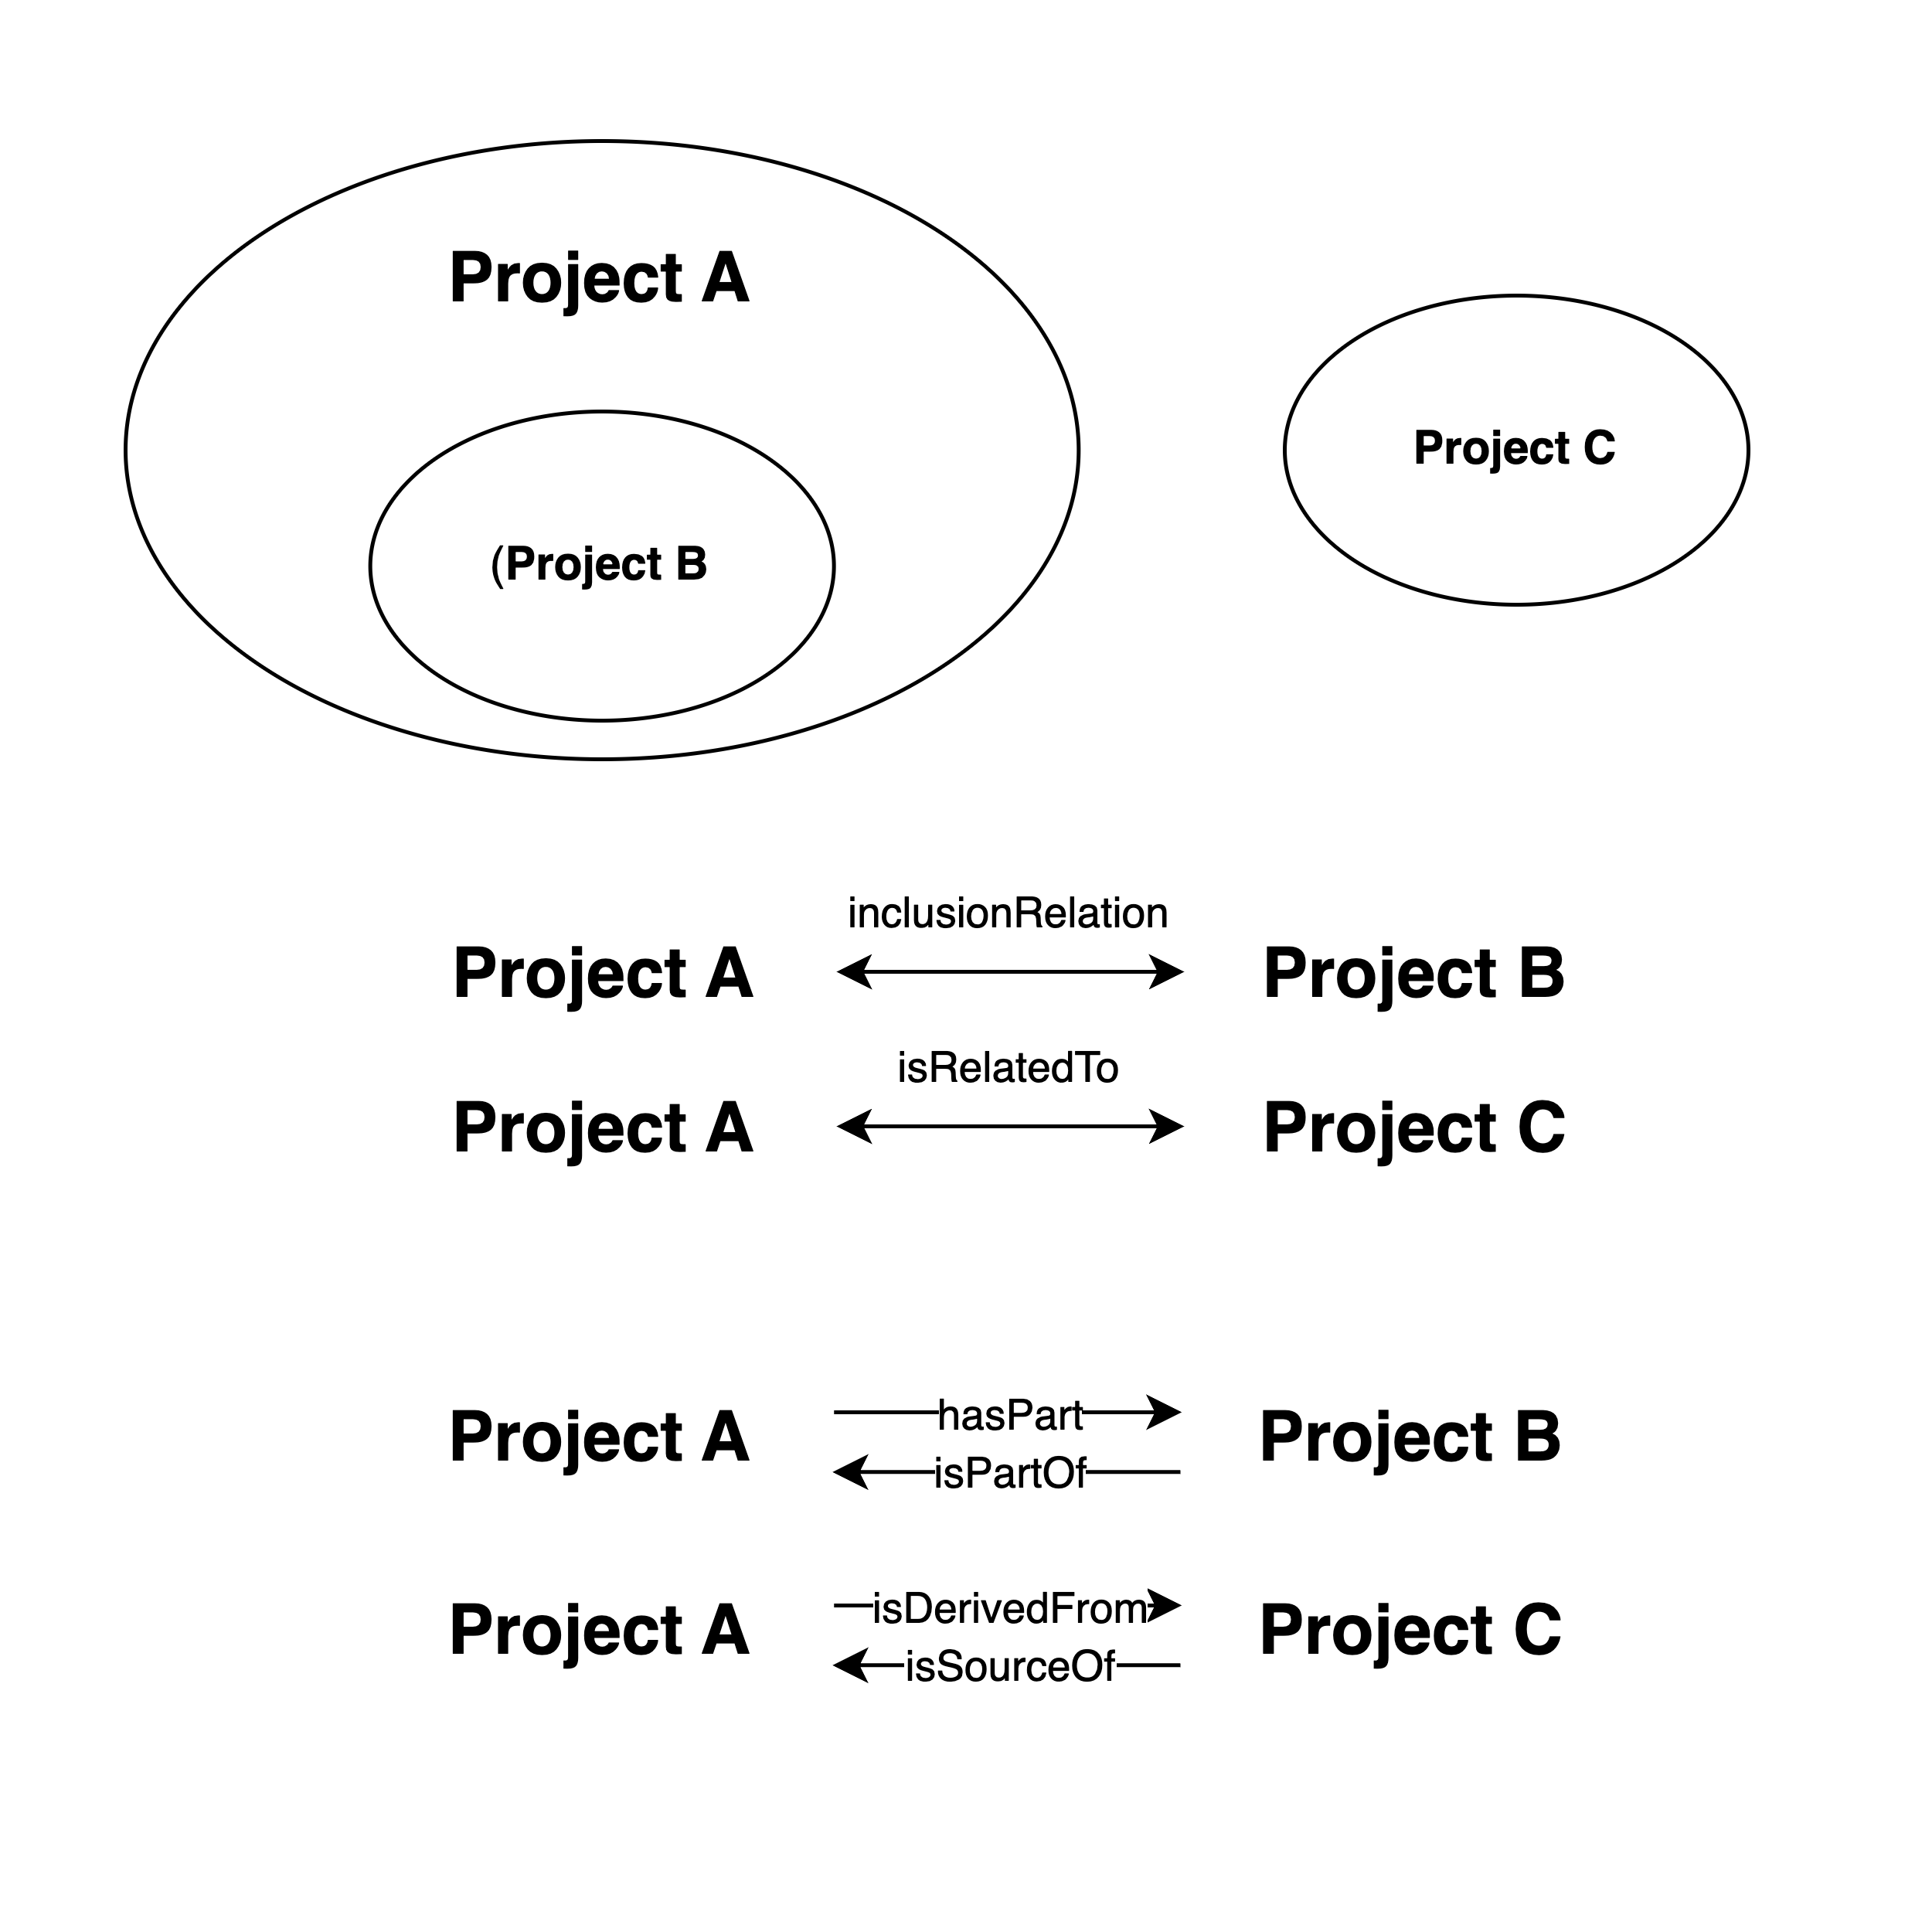 Project A
Project C
(Project B
inclusionRelation
Project A
Project B
isRelatedTo
Project A
Project C
hasPart
Project A
Project B
isPartOf
isDerivedFrom
Project A
Project C
isSourceOf